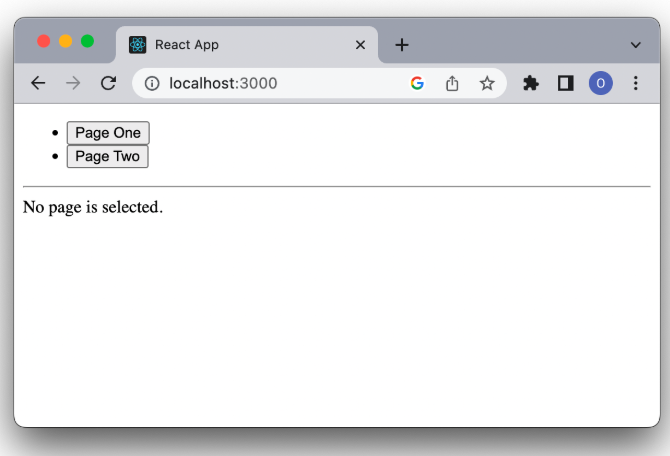 React App
localhost:3000
O
Page One
Page Two
No page is selected.